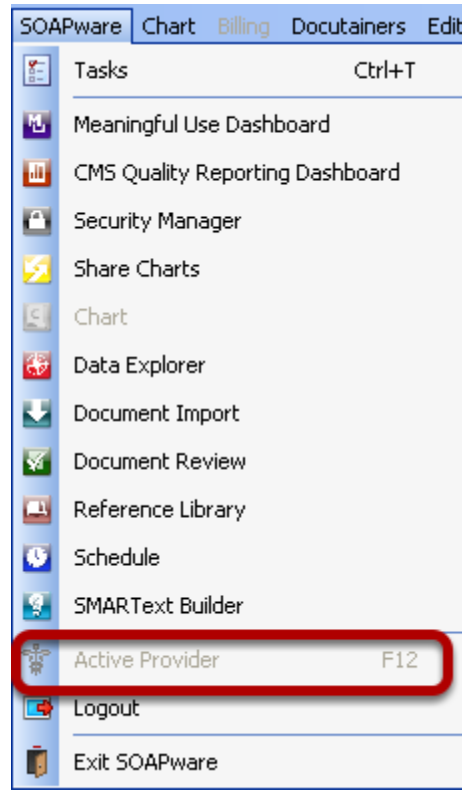 SOAPware Chart Billing Docutainers Edit
Tasks Ctrl+T
Meaningful Use Dashboard
CMS Quality Reporting Dashboard
Security Manager
Share Charts
Chart
Data Explorer
Document Import
Document Review
Reference Library
Schedule
SMARText Builder
Active Provider F12
Logout
Exit SOAPware